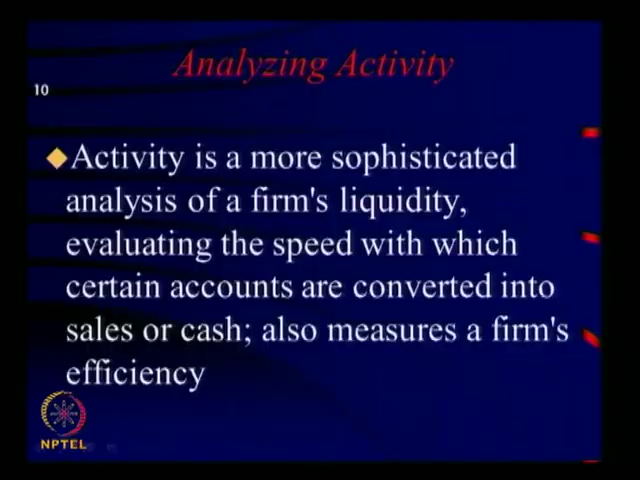 Analyzing Activity
10
Activity is a more sophisticated
analysis of a firm's liquidity,
evaluating the speed with which
certain accounts are converted into
sales or cash; also measures a firm's
efficiency
NPTEL